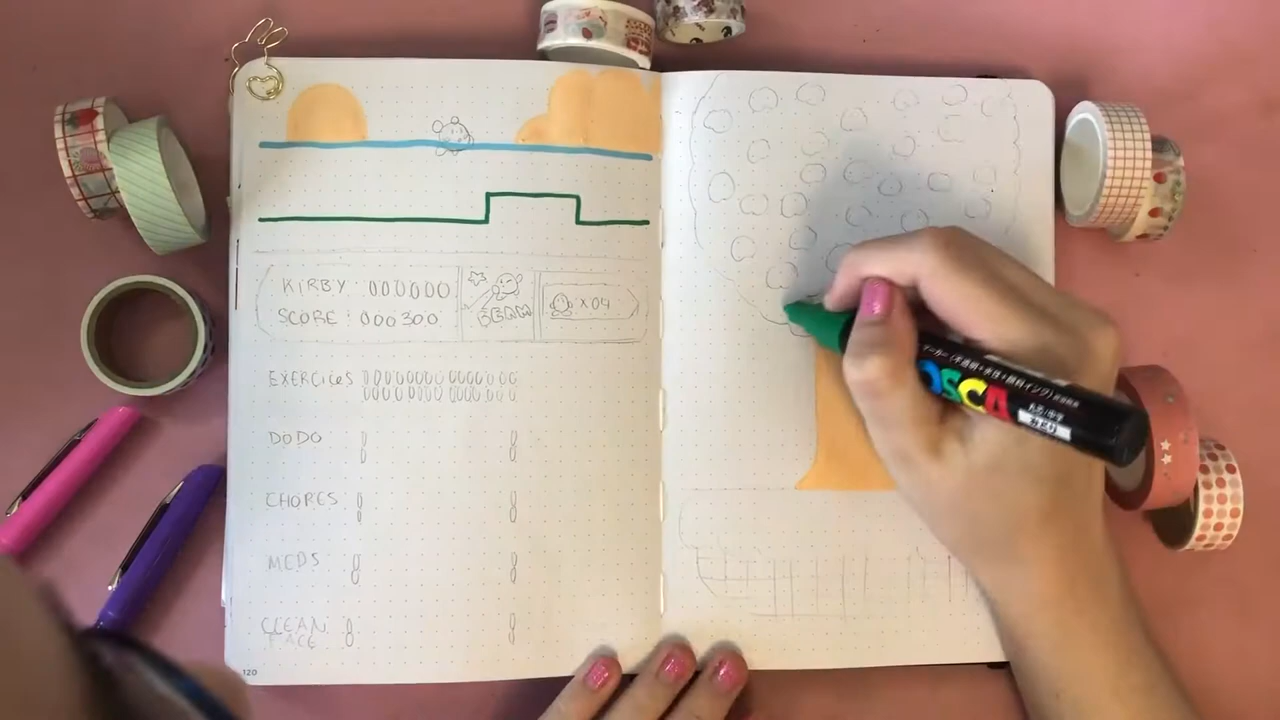 KIRBY : 000000
SCORE : 000300
BEAM
X04
EXERCICES
DODO
CHORES
MEDS
CLEAN
FACE
120
POSCA